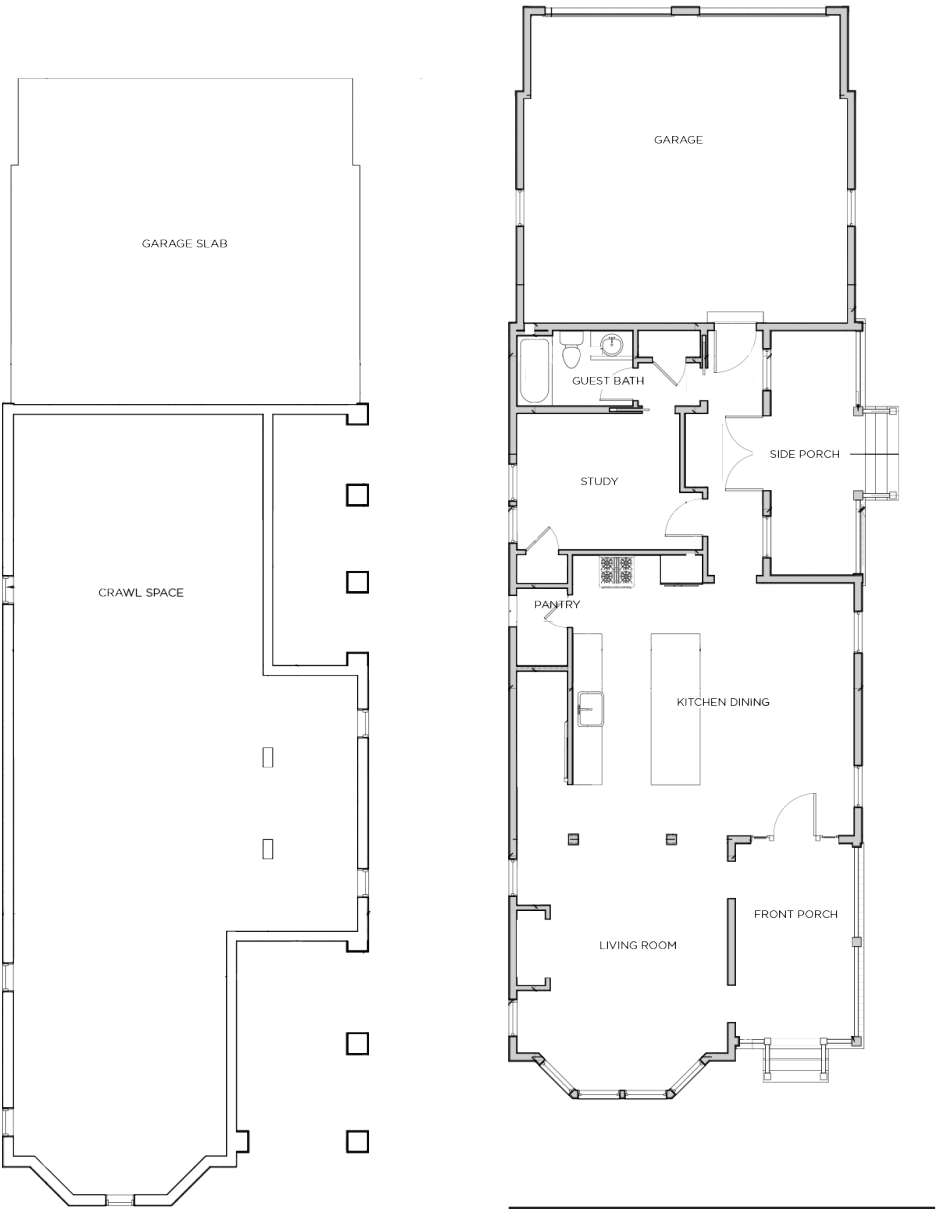 GARAGE
GARAGE SLAB
GUEST BATH
SIDE PORCH
STUDY
CRAWL SPACE
PANTRY
KITCHEN DINING
FRONT PORCH
LIVING ROOM